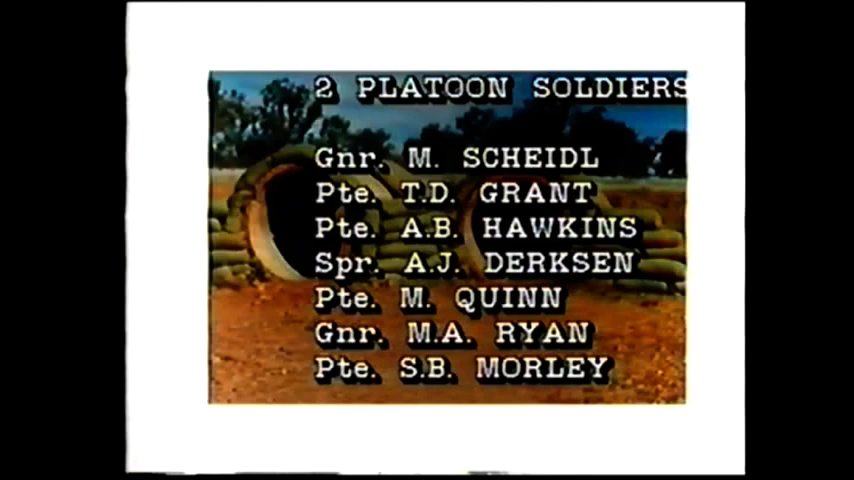 2 PLATOON SOLDIERS
Gnr. M. SCHEIDL
Pte. T.D. GRANT
Pte. A.B. HAWKINS
Spr. A.J. DERKSEN
Pte. M. QUINN
Gnr. M.A. RYAN
Pte. S.B. MORLEY